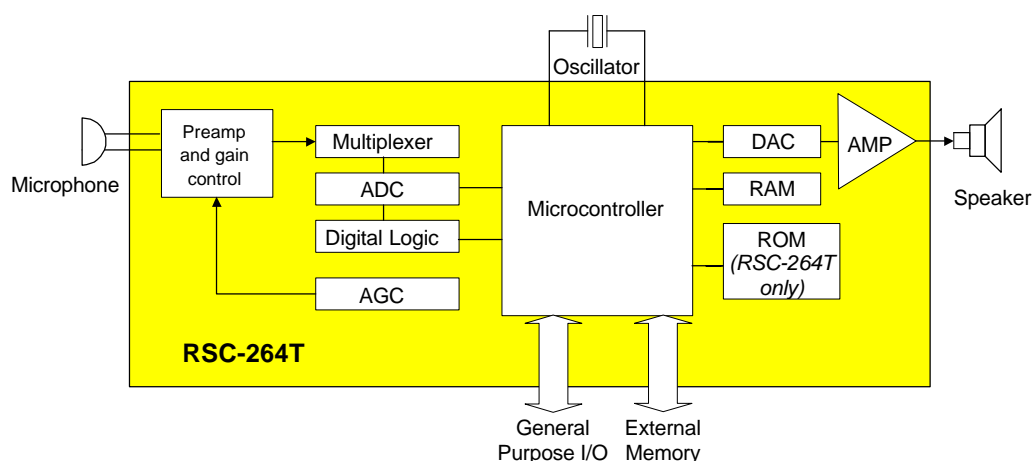 Oscillator
Microphone
Preamp
and gain
control
Multiplexer
ADC
Digital Logic
AGC
Microcontroller
DAC
RAM
ROM
(RSC-264T
only)
AMP
Speaker
RSC-264T
General
Purpose I/O
External
Memory